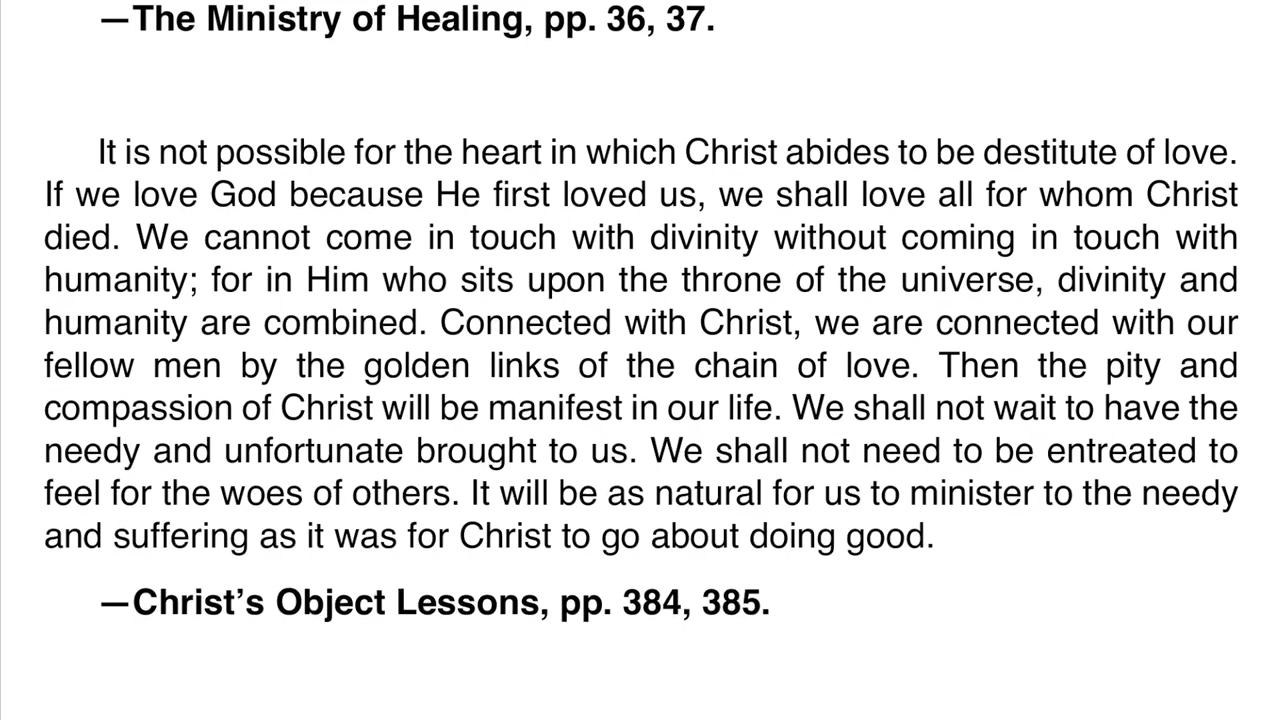 —The Ministry of Healing, pp. 36, 37.
It is not possible for the heart in which Christ abides to be destitute of love.
If we love God because He first loved us, we shall love all for whom Christ
died. We cannot come in touch with divinity without coming in touch with
humanity; for in Him who sits upon the throne of the universe, divinity and
humanity are combined. Connected with Christ, we are connected with our
fellow men by the golden links of the chain of love. Then the pity and
compassion of Christ will be manifest in our life. We shall not wait to have the
needy and unfortunate brought to us. We shall not need to be entreated to
feel for the woes of others. It will be as natural for us to minister to the needy
and suffering as it was for Christ to go about doing good.
—Christ’s Object Lessons, pp. 384, 385.